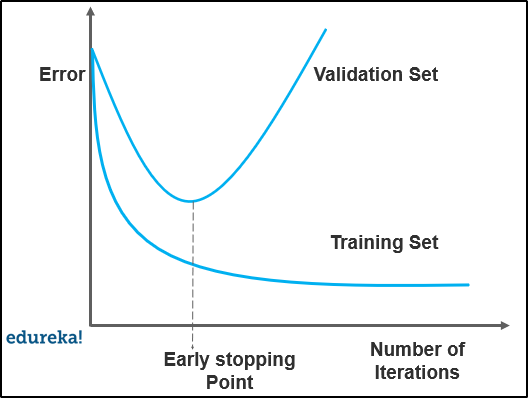 Error
Validation Set
Training Set
edureka!
Early stopping
Point
Number of
Iterations